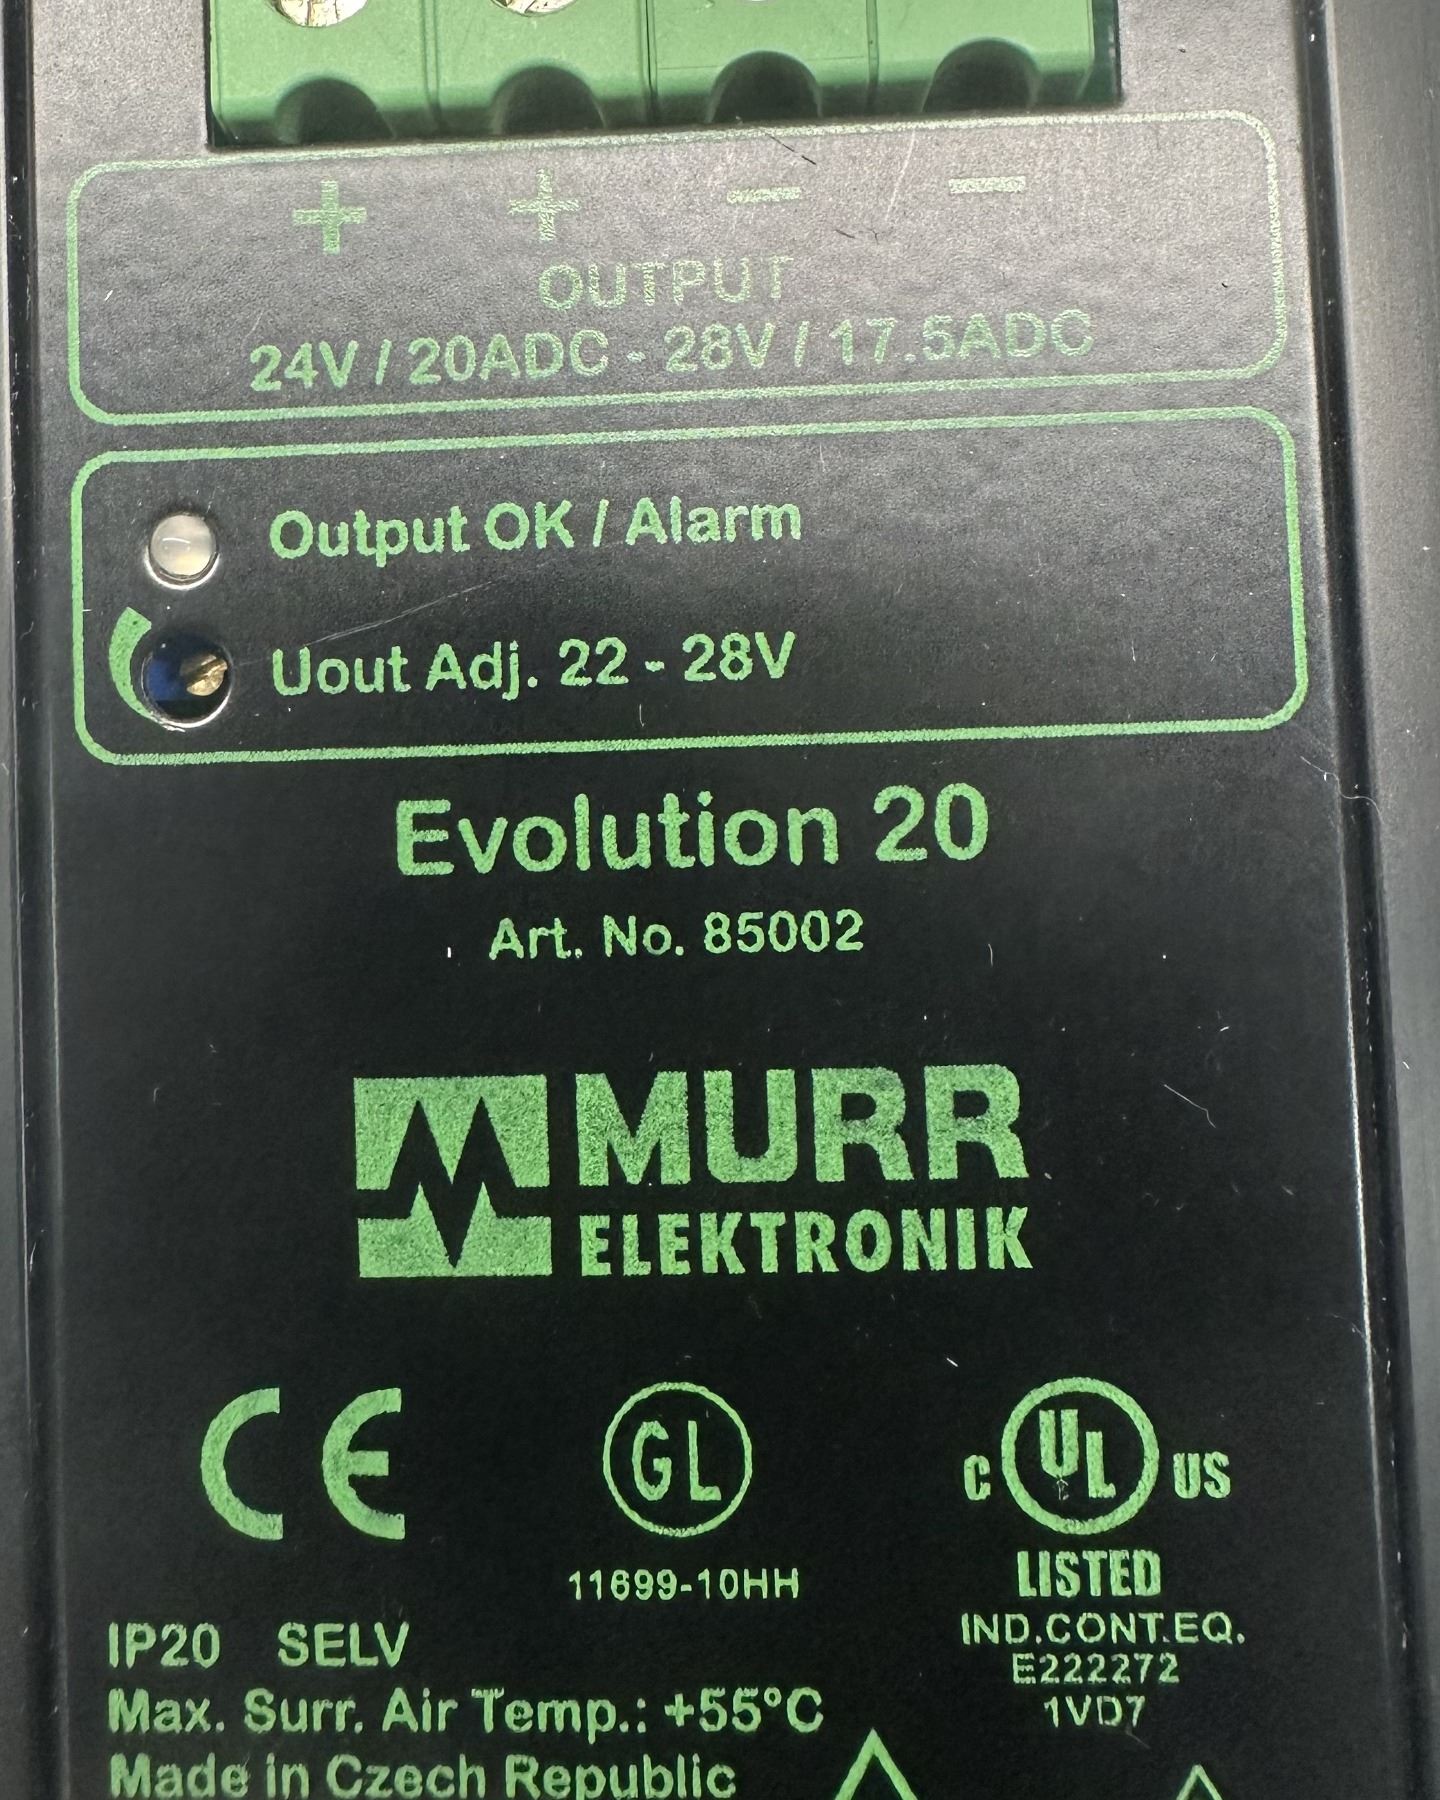 + + - -
OUTPUT
24V / 20ADC - 28V / 17.5ADC
Output OK / Alarm
Uout Adj. 22 - 28V
Evolution 20
Art. No. 85002
MURR
ELEKTRONIK
CE
GL
11699-10HH
C UL US
LISTED
IND.CONT.EQ.
E222272
1VD7
IP20 SELV
Max. Surr. Air Temp.: +55°C
Made in Czech Republic